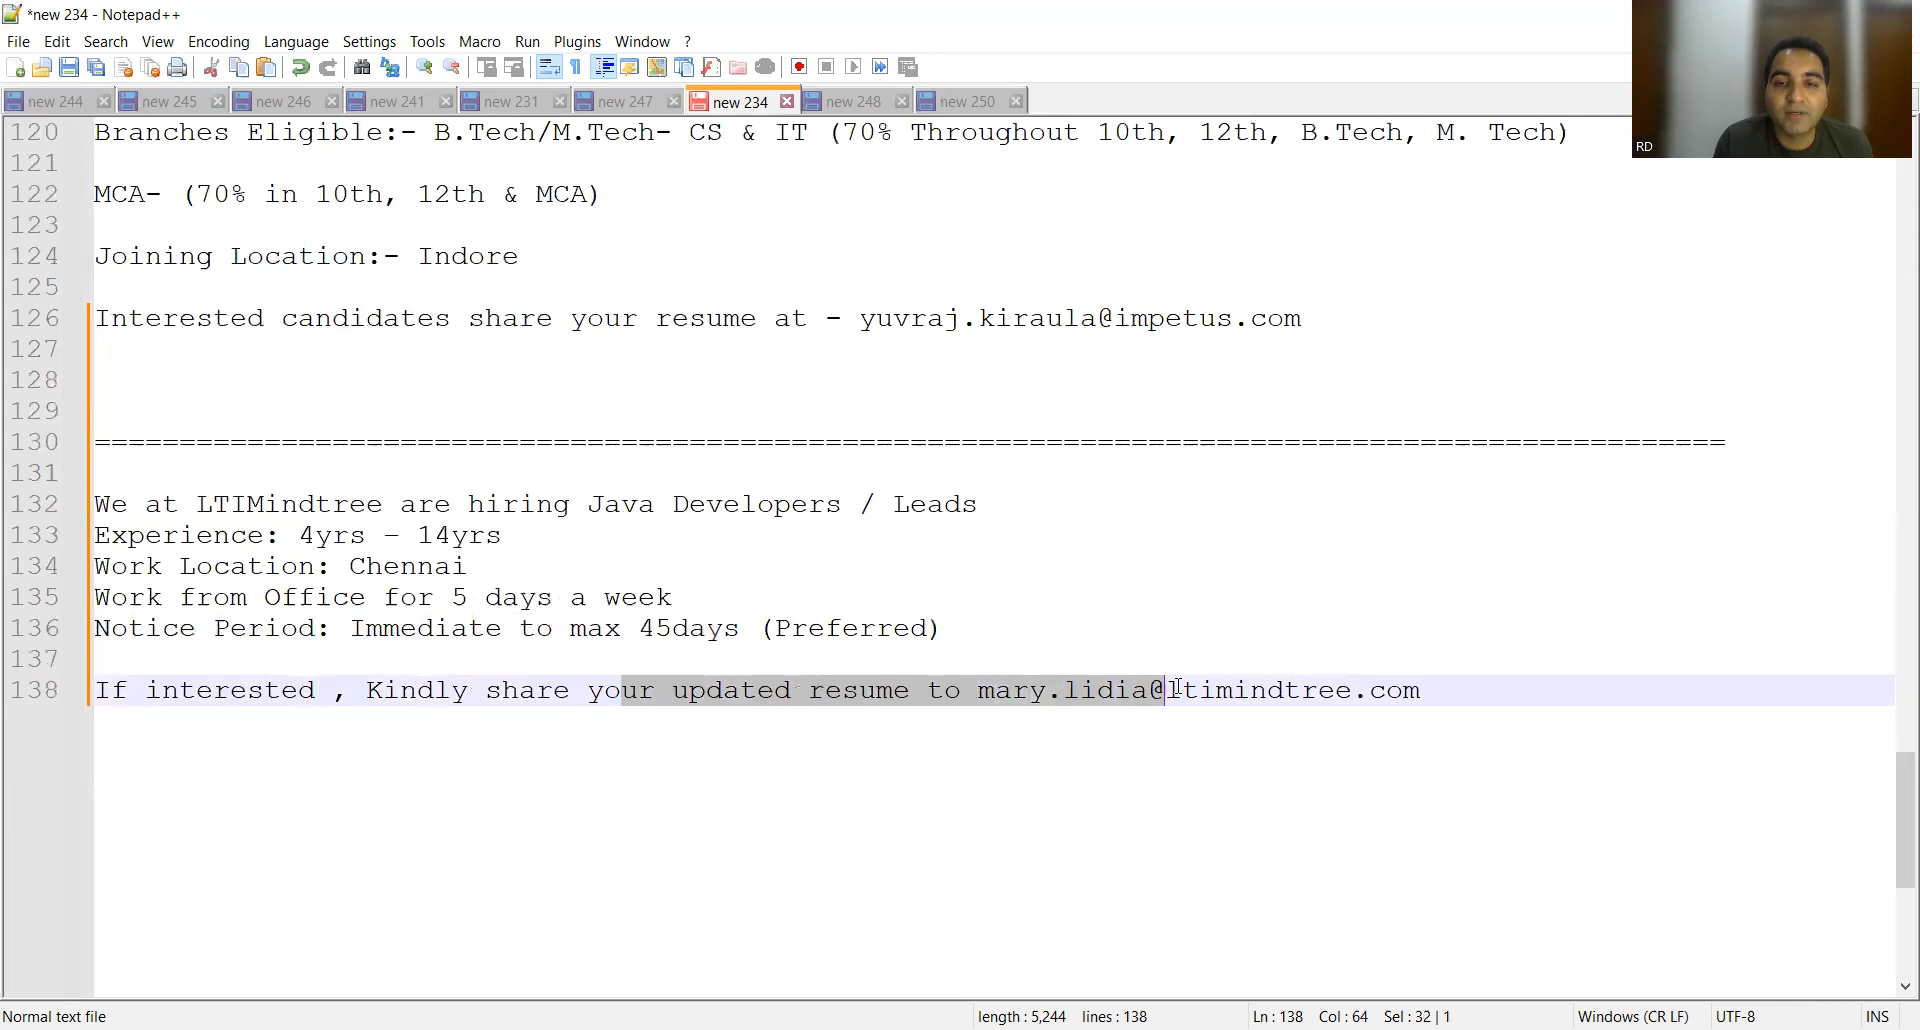 *new 234 - Notepad++
File Edit Search View Encoding Language Settings Tools Macro Run Plugins Window ?
new 244 new 245 new 246 new 241 new 231 new 247 new 234 new 248 new 250
120 Branches Eligible:- B.Tech/M.Tech- CS & IT (70% Throughout 10th, 12th, B.Tech, M. Tech)
121
122 MCA- (70% in 10th, 12th & MCA)
123
124 Joining Location:- Indore
125
126 Interested candidates share your resume at - yuvraj.kiraula@impetus.com
127
128
129
130 ================================================================================================
131
132 We at LTIMindtree are hiring Java Developers / Leads
133 Experience: 4yrs – 14yrs
134 Work Location: Chennai
135 Work from Office for 5 days a week
136 Notice Period: Immediate to max 45days (Preferred)
137
138 If interested , Kindly share your updated resume to mary.lidia@ltimindtree.com
RD
Normal text file length : 5,244 lines : 138 Ln : 138 Col : 64 Sel : 32 | 1 Windows (CR LF) UTF-8 INS